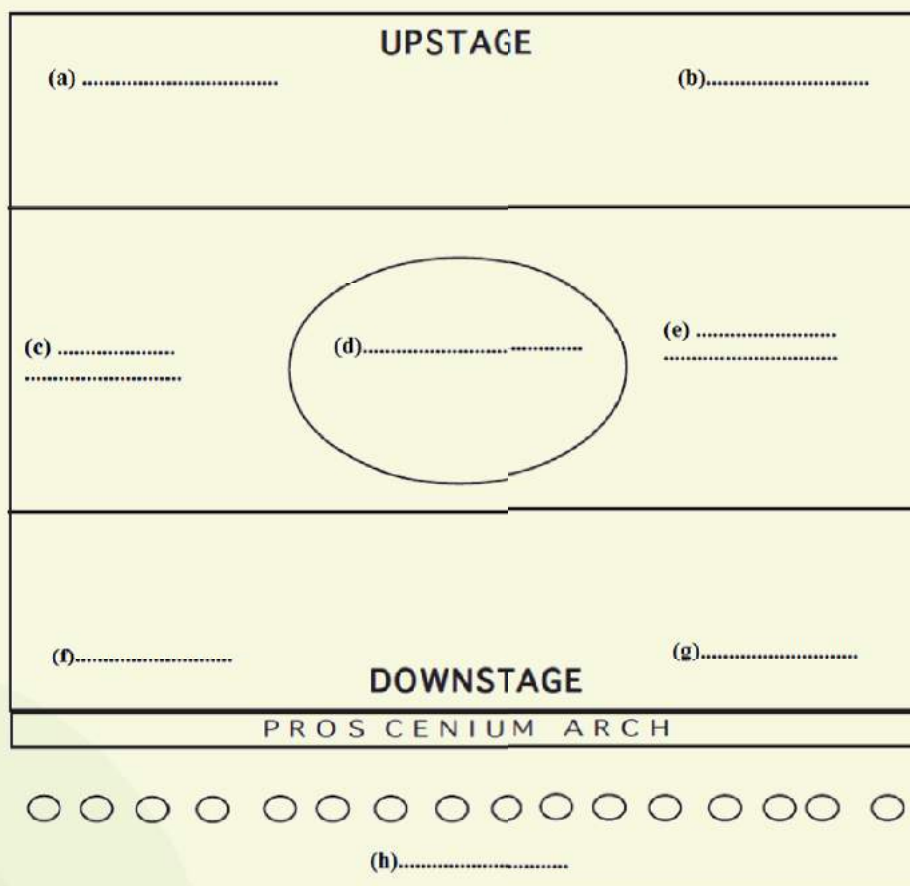 UPSTAGE
(a) ..................................
(b)............................
(c) ....................
...........................
(d)......................... ............
(e) ........................
..............................
(f)...........................
(g)...........................
DOWNSTAGE
PROS CENIUM ARCH
(h).............................